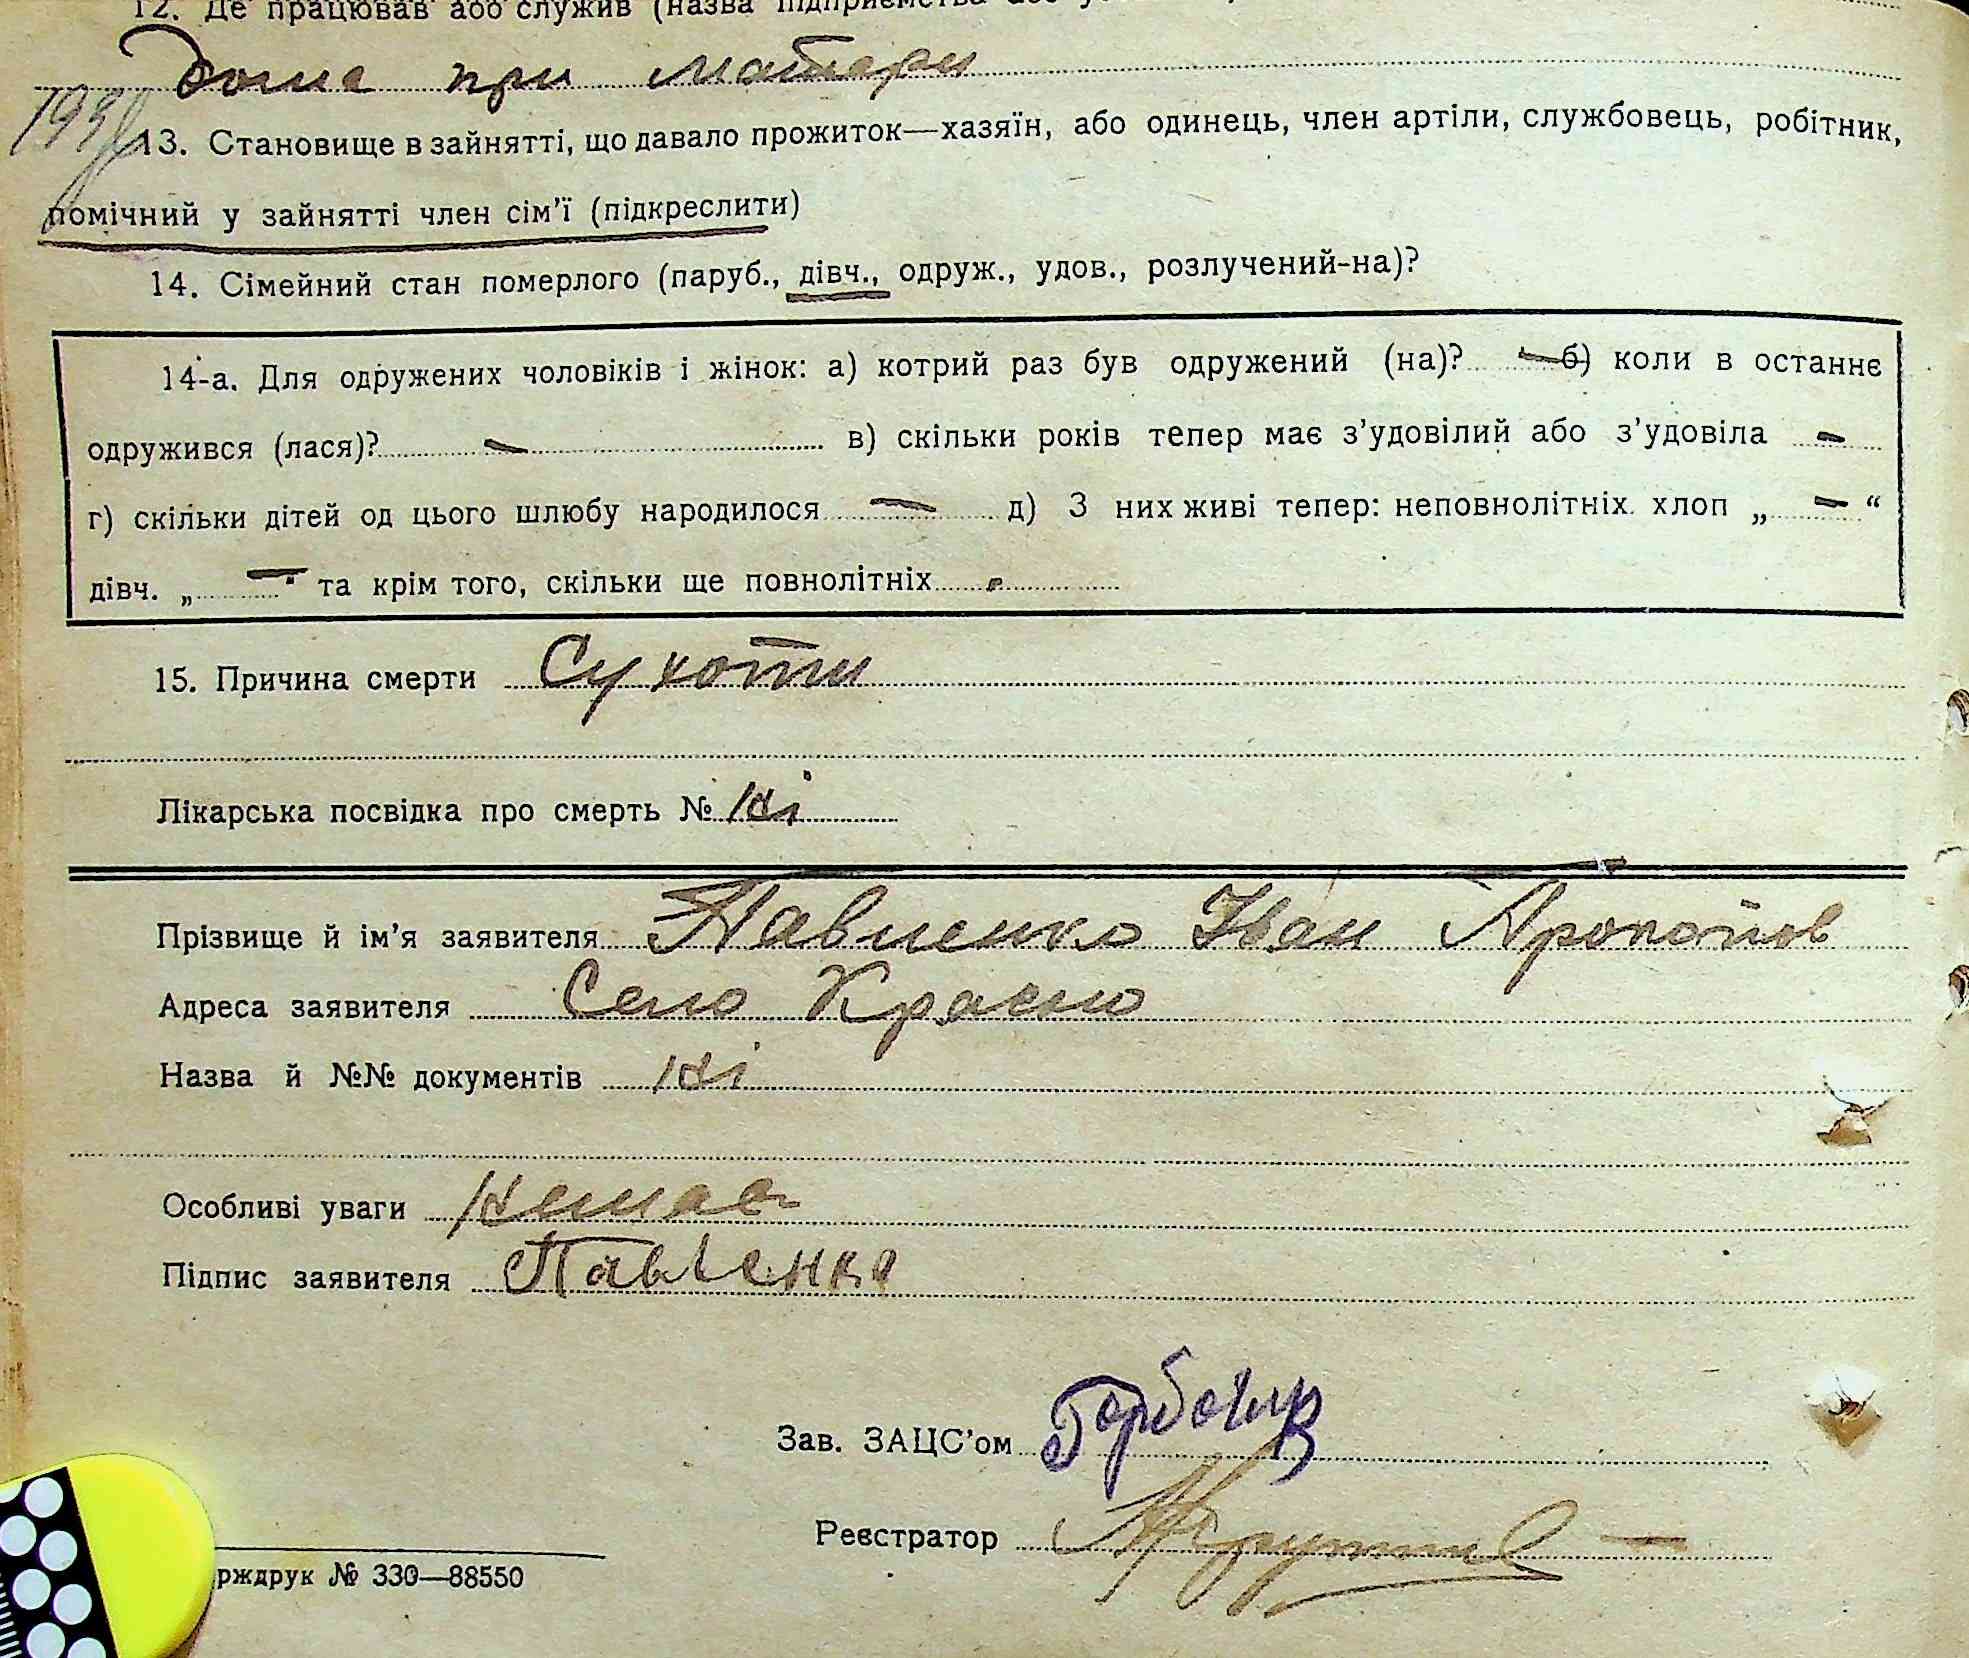 12. Де працював або служив (назва підприємства або
Дома при матери
13. Становище в зайнятті, що давало прожиток—хазяїн, або одинець, член артіли, службовець, робітник,
помічний у зайнятті член сім'ї (підкреслити)
14. Сімейний стан померлого (паруб., дівч., одруж., удов., розлучений-на)?
14-а. Для одружених чоловіків і жінок: а) котрий раз був одружений (на)? — б) коли в останнє
одружився (лася)? — в) скільки років тепер має з'удовілий або з'удовіла —
г) скільки дітей од цього шлюбу народилося — д) З них живі тепер: неповнолітніх хлоп „ — “
дівч. „ — “ та крім того, скільки ще повнолітніх
15. Причина смерти Сухоти
Лікарська посвідка про смерть № Ні
Прізвище й ім'я заявителя Павленко Іван
Адреса заявителя Село Красно
Назва й №№ документів Ні
Особливі уваги Немає
Підпис заявителя Павленко
Зав. ЗАЦС'ом
Реєстратор
рждрук № 330—88550